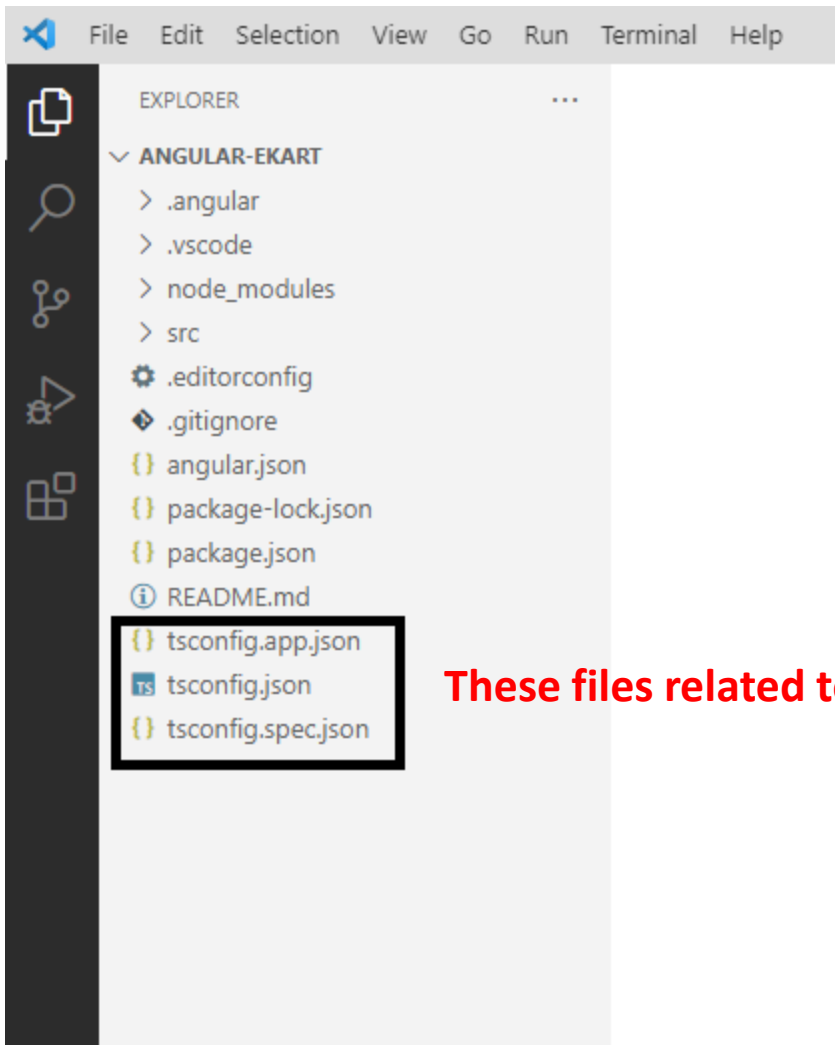 File Edit Selection View Go Run Terminal Help
EXPLORER ...
ANGULAR-EKART
.angular
.vscode
node_modules
src
.editorconfig
.gitignore
angular.json
package-lock.json
package.json
README.md
tsconfig.app.json
TS tsconfig.json
These files related
tsconfig.spec.json